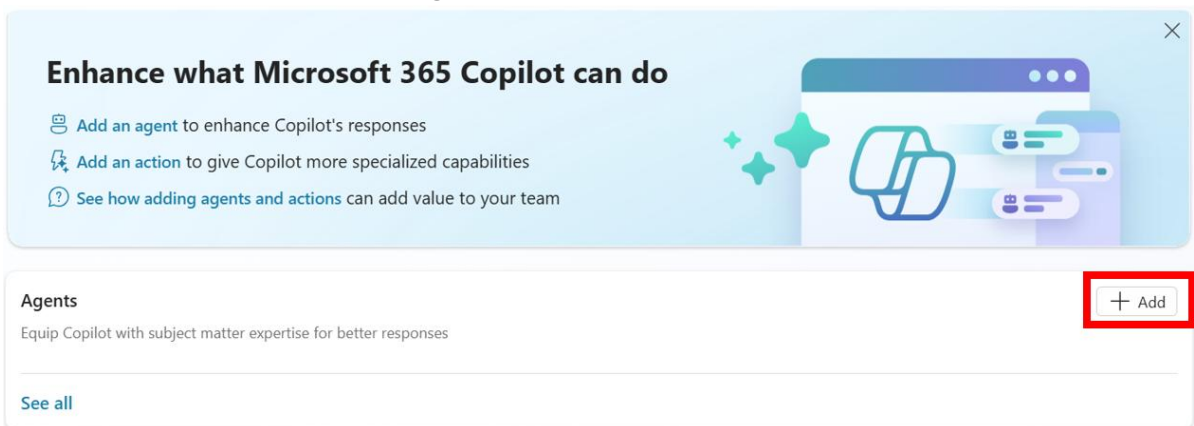 Enhance what Microsoft 365 Copilot can do
Add an agent to enhance Copilot's responses
Add an action to give Copilot more specialized capabilities
See how adding agents and actions can add value to your team
Agents
Add
Equip Copilot with subject matter expertise for better responses
See all